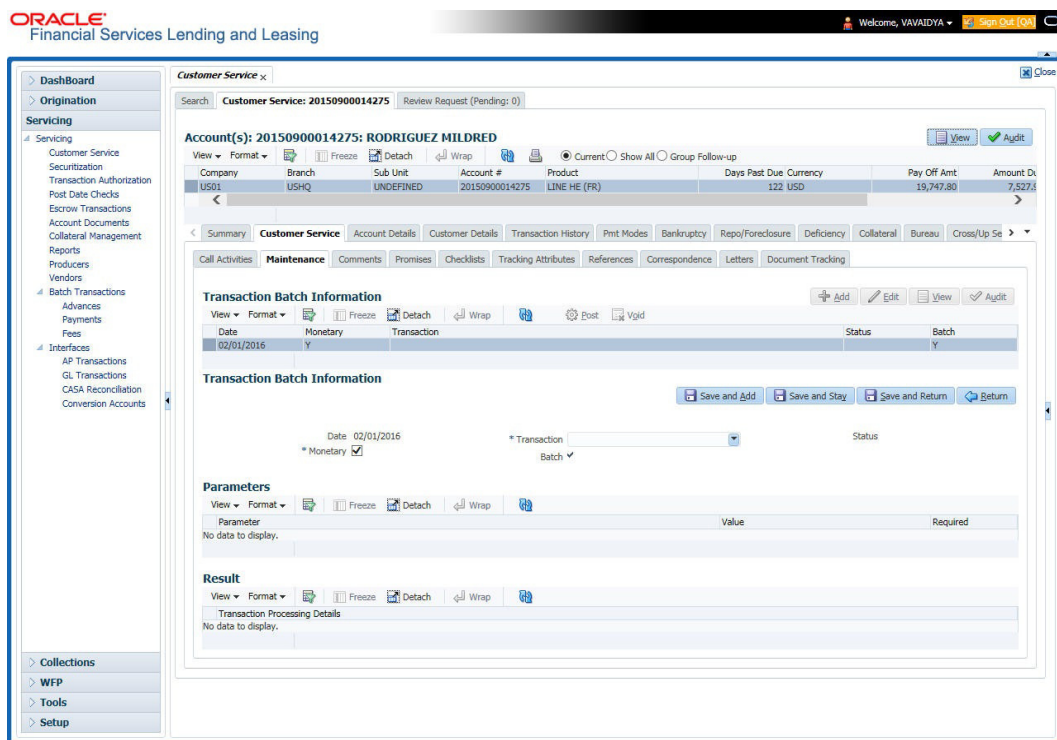 ORACLE
Financial Services Lending and Leasing
Welcome, VAVAIDYA
Sign Out [QA]
DashBoard
Origination
Servicing
Servicing
Customer Service
Securitization
Transaction Authorization
Post Date Checks
Escrow Transactions
Account Documents
Collateral Management
Reports
Producers
Vendors
Batch Transactions
Advances
Payments
Fees
Interfaces
AP Transactions
GL Transactions
CASA Reconciliation
Conversion Accounts
Collections
WFP
Tools
Setup
Customer Service x
Close
Search Customer Service: 20150900014275 Review Request (Pending: 0)
Account(s): 20150900014275: RODRIGUEZ MILDRED
View Audit
View Format Freeze Detach Wrap Current Show All Group Follow-up
Company Branch Sub Unit Account # Product Days Past Due Currency Pay Off Amt Amount Du
US01 USHQ UNDEFINED 20150900014275 LINE HE (FR) 122 USD 19,747.80 7,527.9
Summary Customer Service Account Details Customer Details Transaction History Pmt Modes Bankruptcy Repo/Foreclosure Deficiency Collateral Bureau Cross/Up Se
Call Activities Maintenance Comments Promises Checklists Tracking Attributes References Correspondence Letters Document Tracking
Transaction Batch Information
Add Edit View Audit
View Format Freeze Detach Wrap Post Void
Date Monetary Transaction Status Batch
02/01/2016 Y Y
Transaction Batch Information
Save and Add Save and Stay Save and Return Return
Date 02/01/2016 * Transaction Status
* Monetary Batch
Parameters
View Format Freeze Detach Wrap
Parameter Value Required
No data to display.
Result
View Format Freeze Detach Wrap
Transaction Processing Details
No data to display.